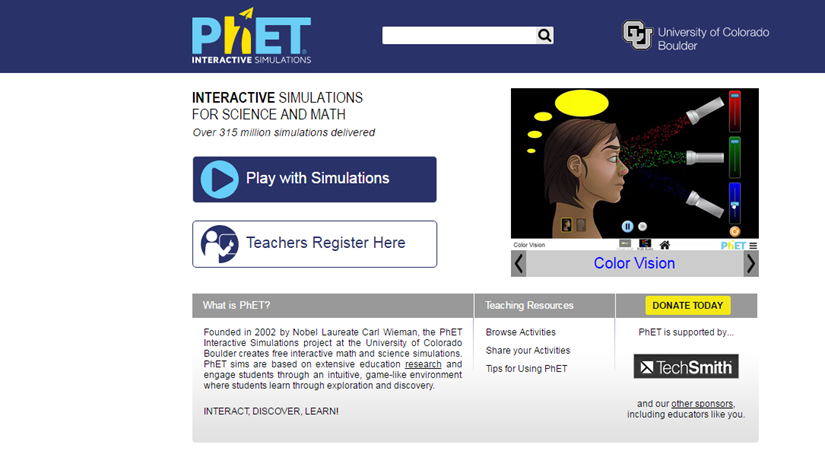 PhET
INTERACTIVE SIMULATIONS
CU
University of Colorado
Boulder
INTERACTIVE SIMULATIONS
FOR SCIENCE AND MATH
Over 315 million simulations delivered
Play with Simulations
Teachers Register Here
Color Vision
PhET
Color Vision
What is PhET?
Founded in 2002 by Nobel Laureate Carl Wieman, the PhET
Interactive Simulations project at the University of Colorado
Boulder creates free interactive math and science simulations.
PhET sims are based on extensive education research and
engage students through an intuitive, game-like environment
where students learn through exploration and discovery.
INTERACT, DISCOVER, LEARN!
Teaching Resources
Browse Activities
Share your Activities
Tips for Using PhET
DONATE TODAY
PhET is supported by...
TechSmith
and our other sponsors,
including educators like you.